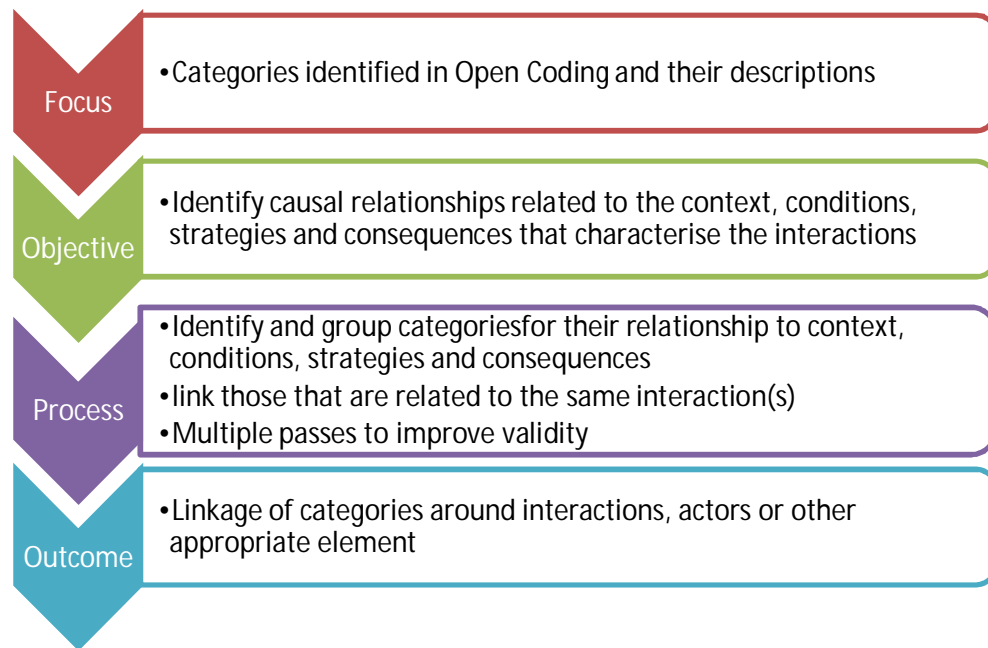 Focus
•Categories identified in Open Coding and their descriptions
Objective
•Identify causal relationships related to the context, conditions,
strategies and consequences that characterise the interactions
Process
•Identify and group categoriesfor their relationship to context,
conditions, strategies and consequences
•link those that are related to the same interaction(s)
•Multiple passes to improve validity
Outcome
•Linkage of categories around interactions, actors or other
appropriate element